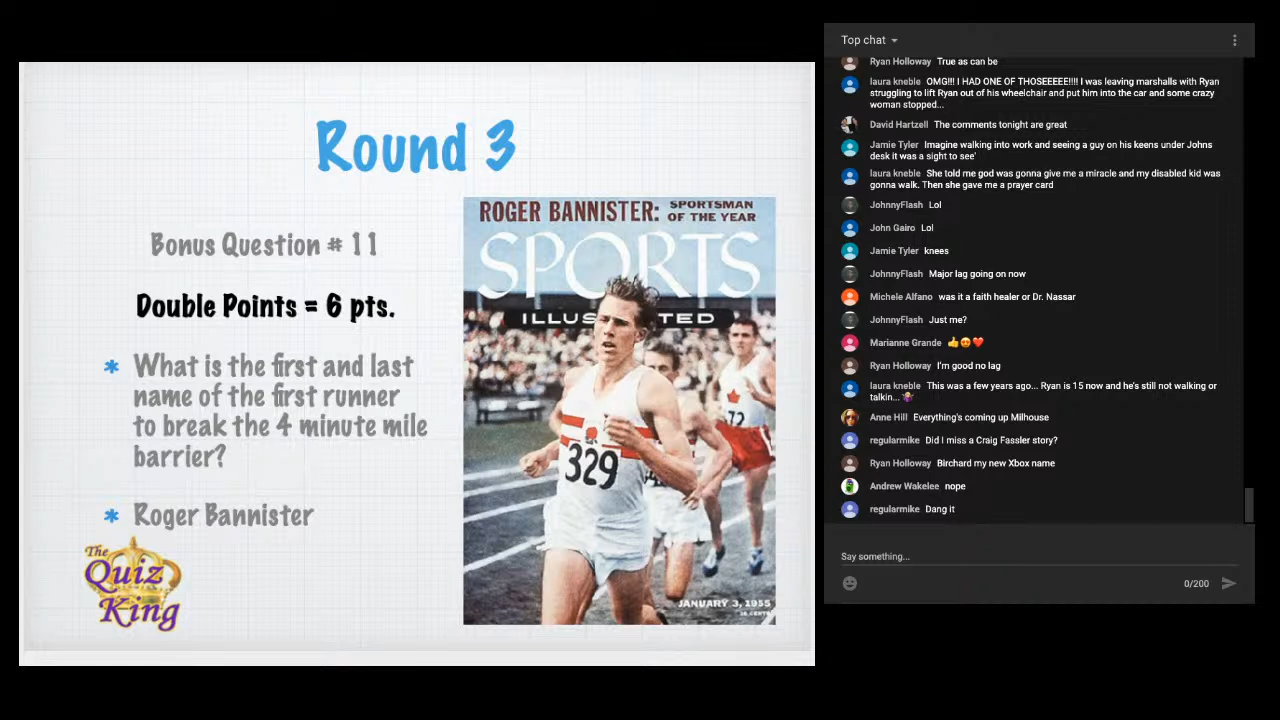 Round 3
Bonus Question # 11
Double Points = 6 pts.
* What is the first and last
name of the first runner
to break the 4 minute mile
barrier?
* Roger Bannister
The
Quiz
King
ROGER BANNISTER: SPORTSMAN
OF THE YEAR
SPORTS
ILLUSTED
72
329
JANUARY 3, 1955
Top chat
Ryan Holloway True as can be
laura kneble OMG!!! I HAD ONE OF THOSEEEEE!!!! I was leaving marshalls with Ryan
struggling to lift Ryan out of his wheelchair and put him into the car and some crazy
woman stopped...
David Hartzell The comments tonight are great
Jamie Tyler Imagine walking into work and seeing a guy on his keens under Johns
desk it was a sight to see'
laura kneble She told me god was gonna give me a miracle and my disabled kid was
gonna walk. Then she gave me a prayer card
JohnnyFlash Lol
John Gairo Lol
Jamie Tyler knees
JohnnyFlash Major lag going on now
Michele Alfano was it a faith healer or Dr. Nassar
JohnnyFlash Just me?
Marianne Grande 👍😍❤️
Ryan Holloway I'm good no lag
laura kneble This was a few years ago... Ryan is 15 now and he's still not walking or
talkin... 🤷‍♀️
Anne Hill Everything's coming up Milhouse
regularmike Did I miss a Craig Fassler story?
Ryan Holloway Birchard my new Xbox name
Andrew Wakelee nope
regularmike Dang it
Say something...
0/200